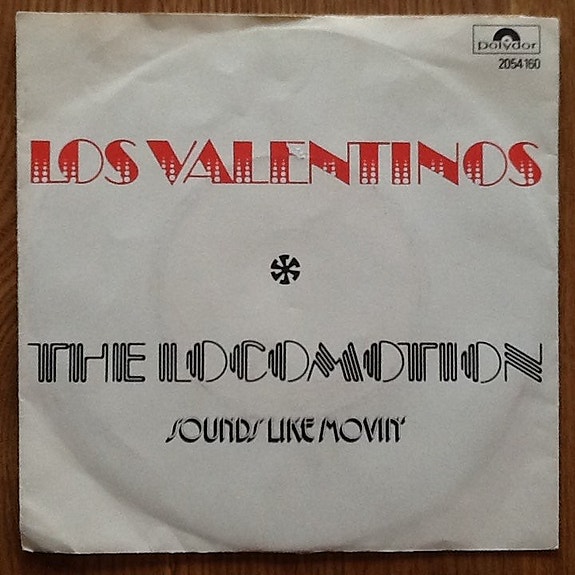 polydor
2054 160
LOS VALENTINOS
THE LOCOMOTION
SOUNDS LIKE MOVIN'